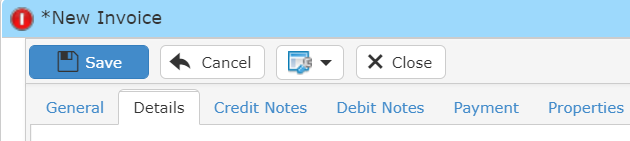 *New Invoice
Save Cancel Close
General Details Credit Notes Debit Notes Payment Properties